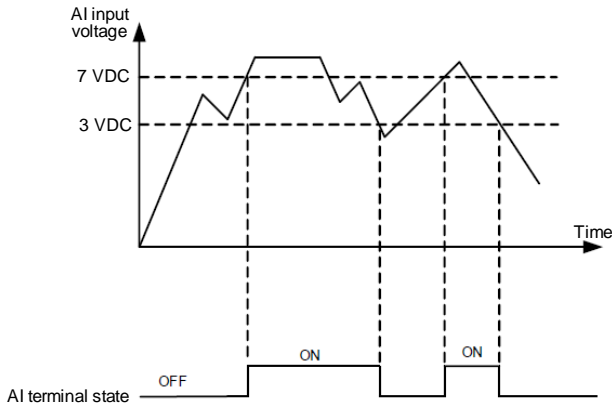 AI input
voltage
7 VDC
3 VDC
Time
ON
ON
OFF
AI terminal state